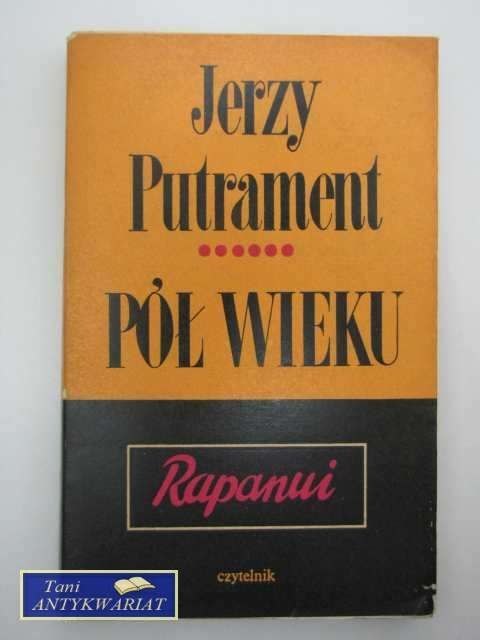 Jerzy
Putrament
PÓŁ WIEKU
Rapanui
czytelnik
Tani
ANTYKWARIAT